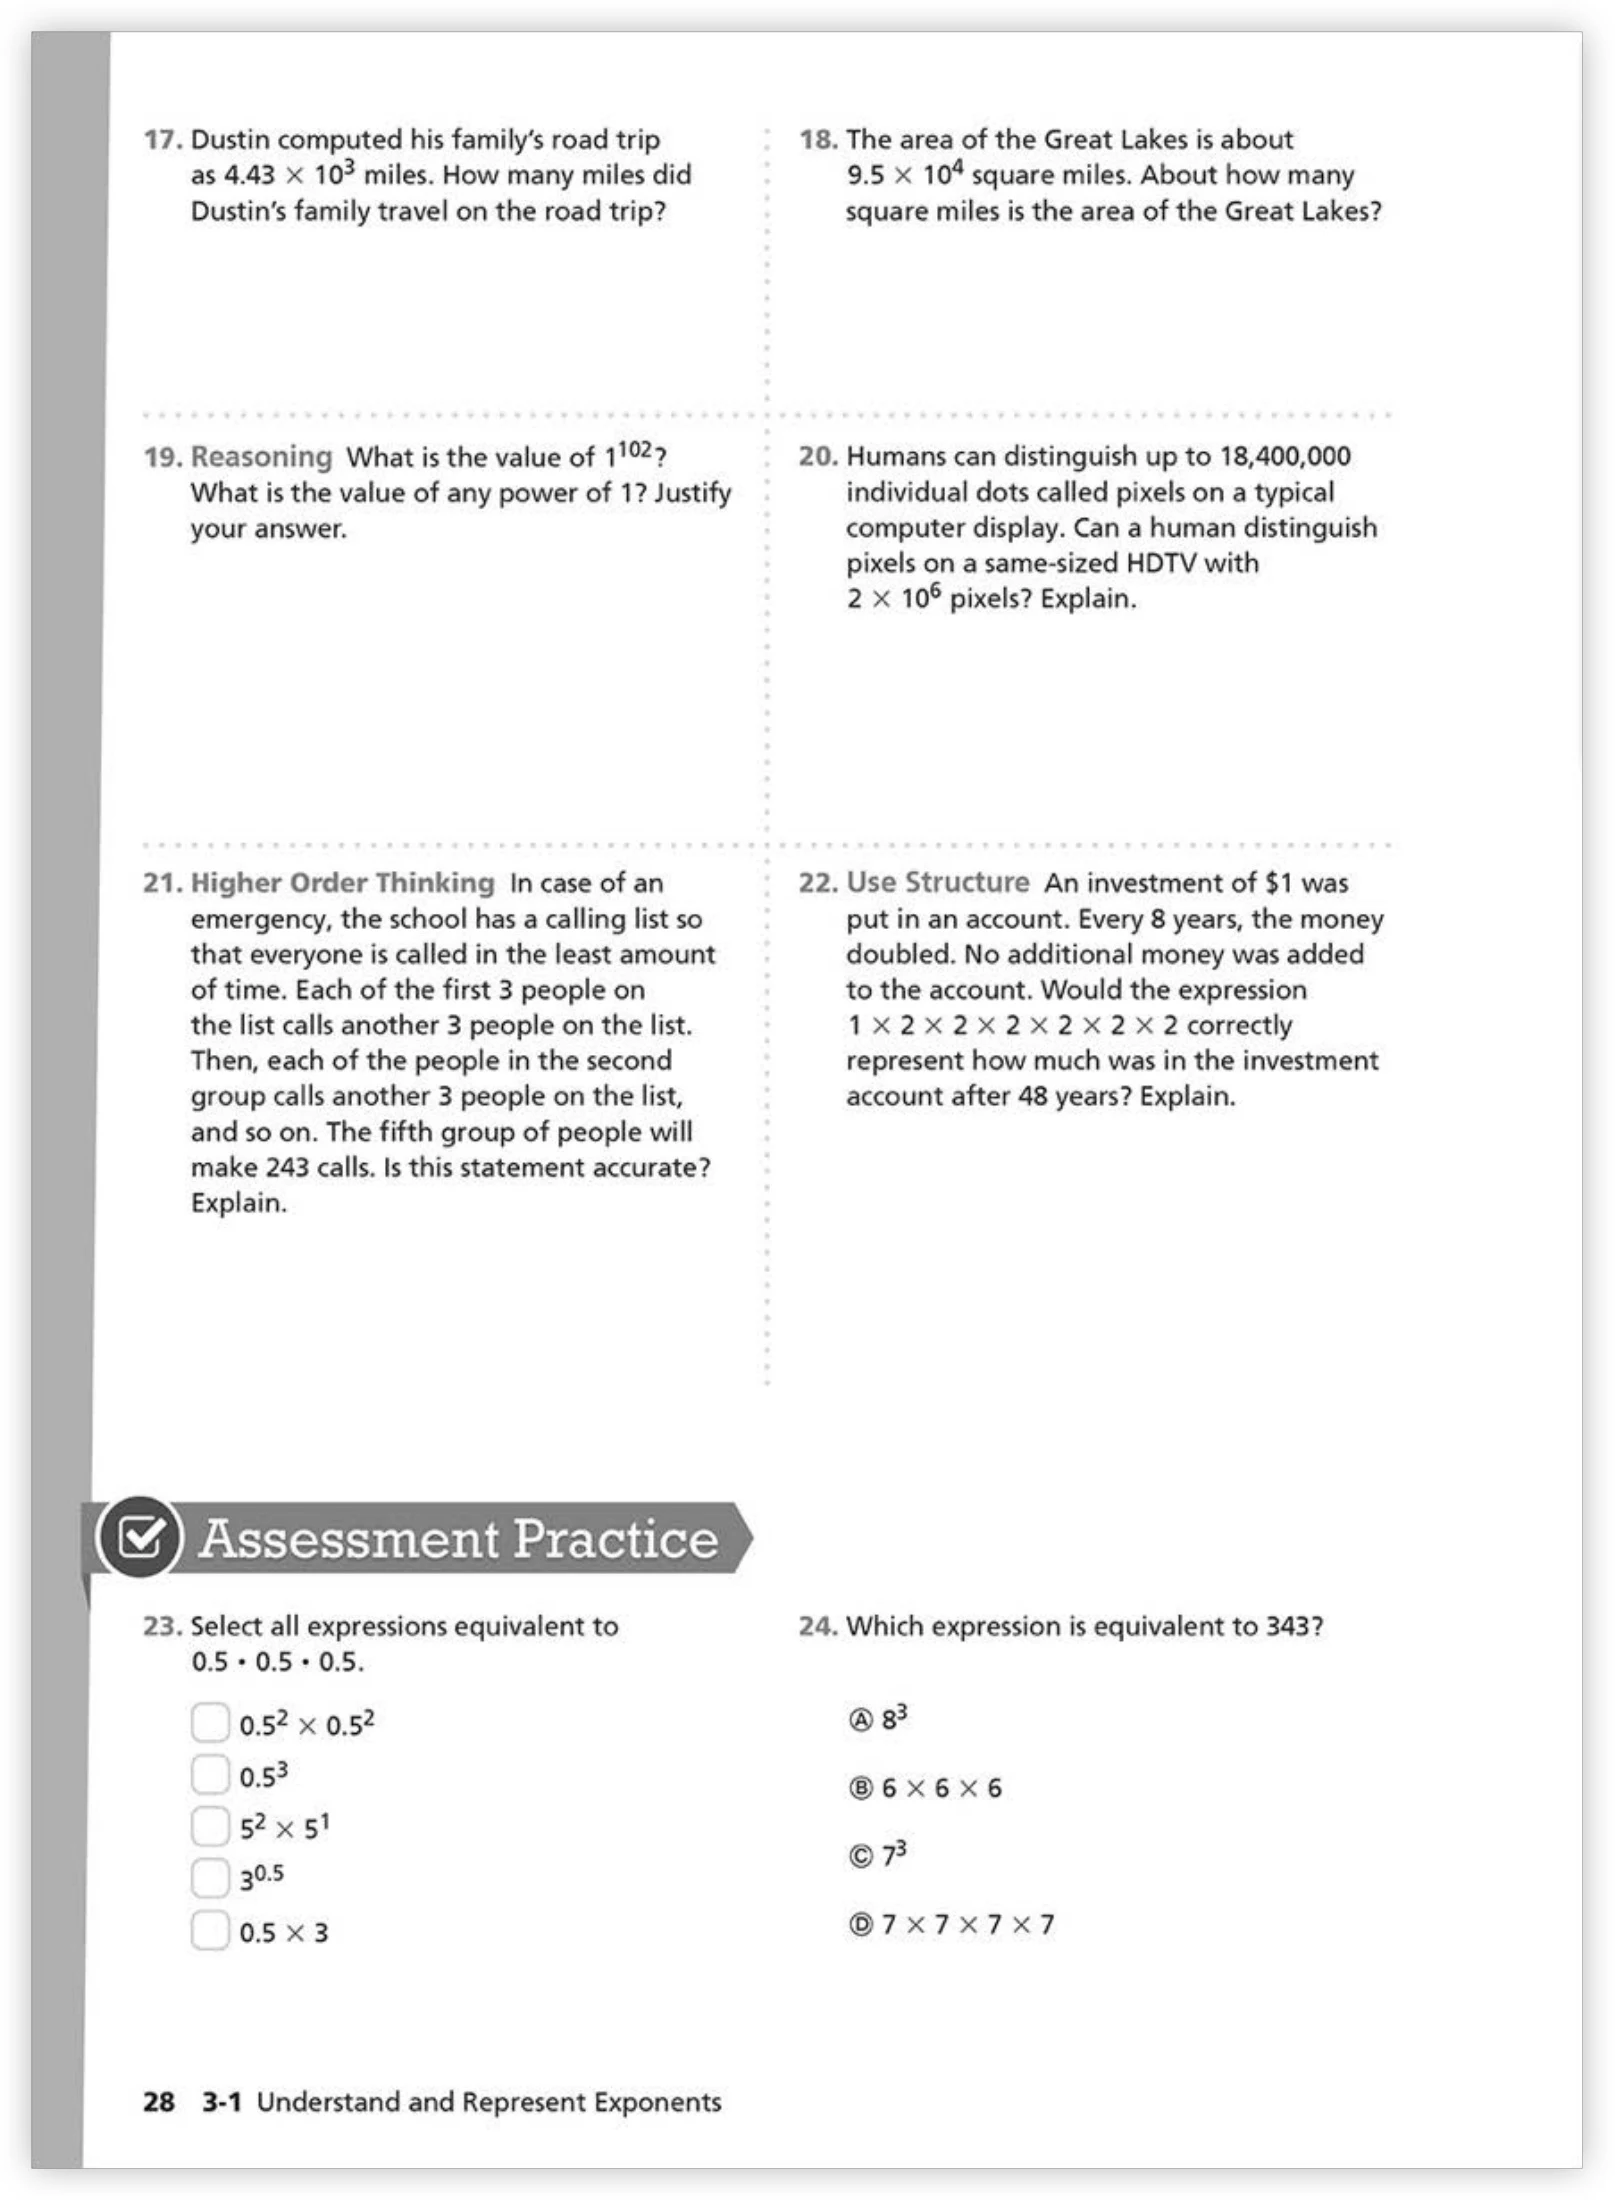 17. Dustin computed his family's road trip
as 4.43 × 10³ miles. How many miles did
Dustin's family travel on the road trip?
18. The area of the Great Lakes is about
9.5 × 10⁴ square miles. About how many
square miles is the area of the Great Lakes?
19. Reasoning What is the value of 1¹⁰²?
What is the value of any power of 1? Justify
your answer.
20. Humans can distinguish up to 18,400,000
individual dots called pixels on a typical
computer display. Can a human distinguish
pixels on a same-sized HDTV with
2 × 10⁶ pixels? Explain.
21. Higher Order Thinking In case of an
emergency, the school has a calling list so
that everyone is called in the least amount
of time. Each of the first 3 people on
the list calls another 3 people on the list.
Then, each of the people in the second
group calls another 3 people on the list,
and so on. The fifth group of people will
make 243 calls. Is this statement accurate?
Explain.
22. Use Structure An investment of $1 was
put in an account. Every 8 years, the money
doubled. No additional money was added
to the account. Would the expression
1 × 2 × 2 × 2 × 2 × 2 × 2 correctly
represent how much was in the investment
account after 48 years? Explain.
Assessment Practice
23. Select all expressions equivalent to
0.5 • 0.5 • 0.5.
0.5² × 0.5²
0.5³
5² × 5¹
3⁰·⁵
0.5 × 3
24. Which expression is equivalent to 343?
Ⓐ 8³
Ⓑ 6 × 6 × 6
Ⓒ 7³
Ⓓ 7 × 7 × 7 × 7
28 3-1 Understand and Represent Exponents